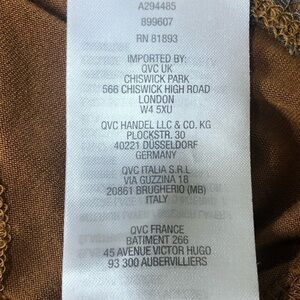 A294485
899607
RN 81893
IMPORTED BY:
QVC UK
CHISWICK PARK
566 CHISWICK HIGH ROAD
LONDON
W4 5XU
QVC HANDEL LLC & CO. KG
PLOCKSTR. 30
40221 DÜSSELDORF
GERMANY
QVC ITALIA S.R.L
VIA GUZZINA 18
20861 BRUGHERIO (MB)
ITALY
QVC FRANCE
BATIMENT 266
45 AVENUE VICTOR HUGO
93 300 AUBERVILLIERS